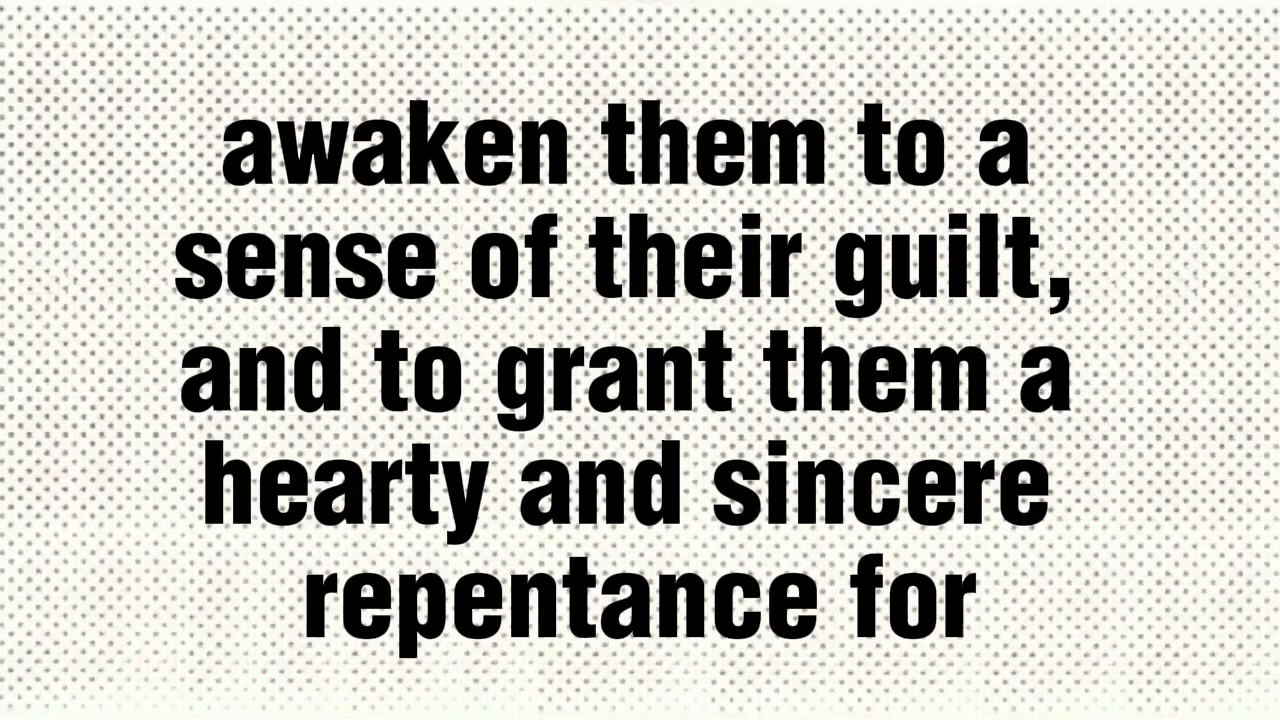 awaken them to a
sense of their guilt,
and to grant them a
hearty and sincere
repentance for